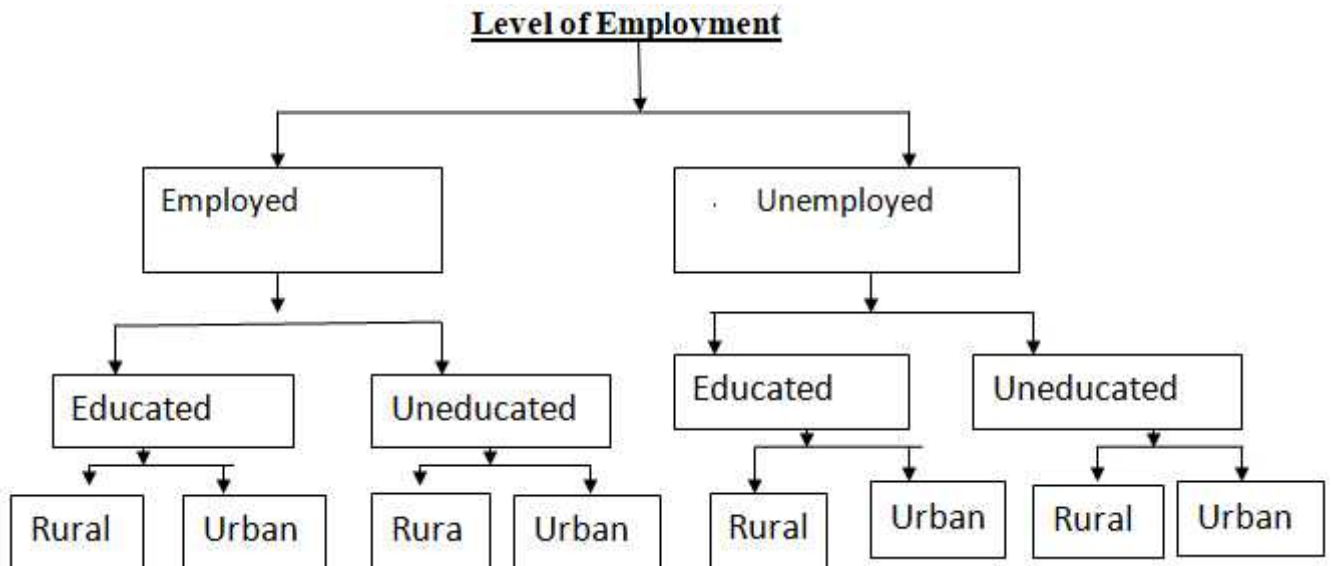 Level of Employment
Employed
. Unemployed
Educated
Uneducated
Educated
Uneducated
Rural
Urban
Rura
Urban
Rural
Urban
Rural
Urban